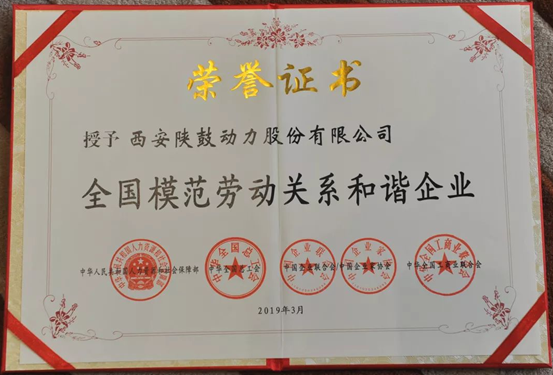 荣誉证书
授予 西安陕鼓动力股份有限公司
全国模范劳动关系和谐企业
中华人民共和国人力资源和社会保障部 中华全国总工会 中国企业联合会/中国企业家协会 中华全国工商业联合会
2019年3月